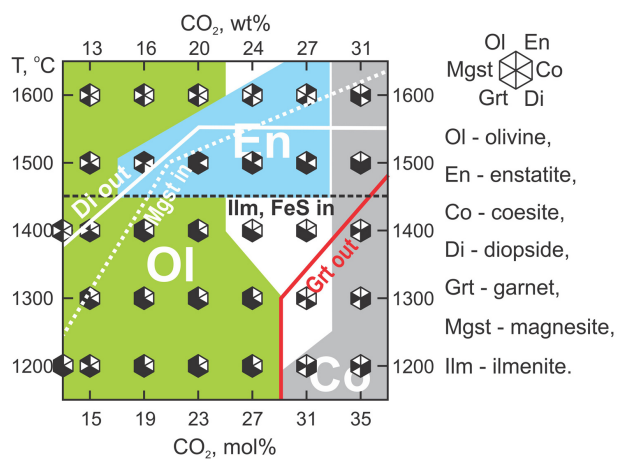 CO₂, wt%
13 16 20 24 27 31
T, °C
1600 1600
1500 1500
1400 1400
1300 1300
1200 1200
En
Di out
Mgst in
Ilm, FeS in
Ol
Grt out
Co
15 19 23 27 31 35
CO₂, mol%
Ol En
Mgst Co
Grt Di
Ol - olivine,
En - enstatite,
Co - coesite,
Di - diopside,
Grt - garnet,
Mgst - magnesite,
Ilm - ilmenite.